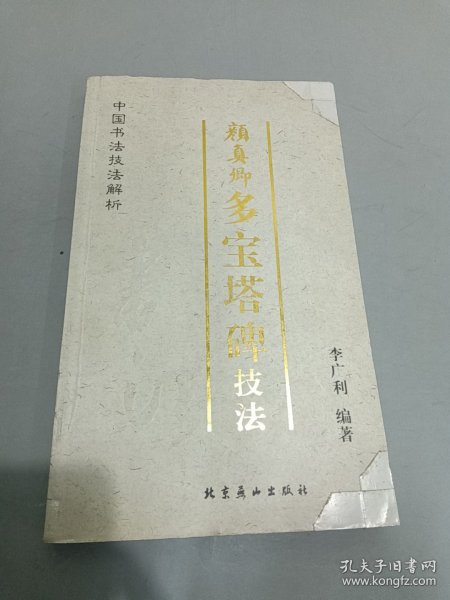 中国书法技法解析
颜真卿
多宝塔碑技法
李广利 编著
北京燕山出版社
孔夫子旧书网
www.kongfz.com